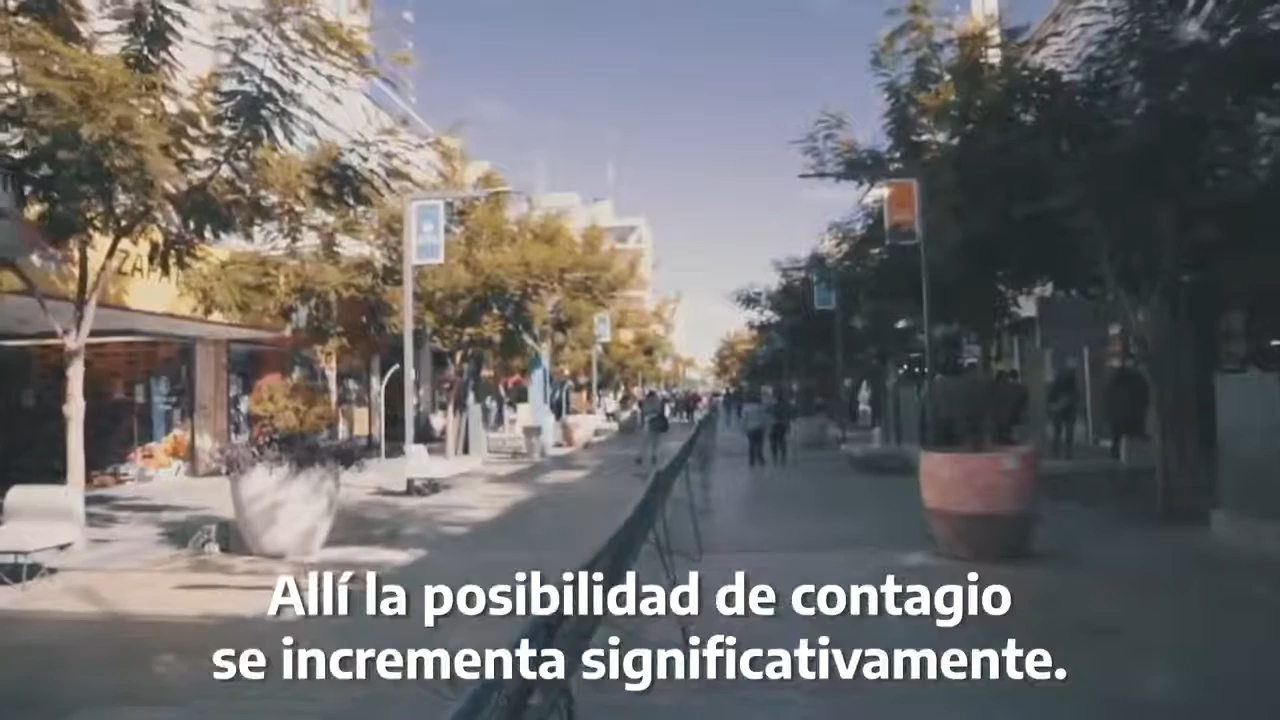 Allí la posibilidad de contagio
se incrementa significativamente.